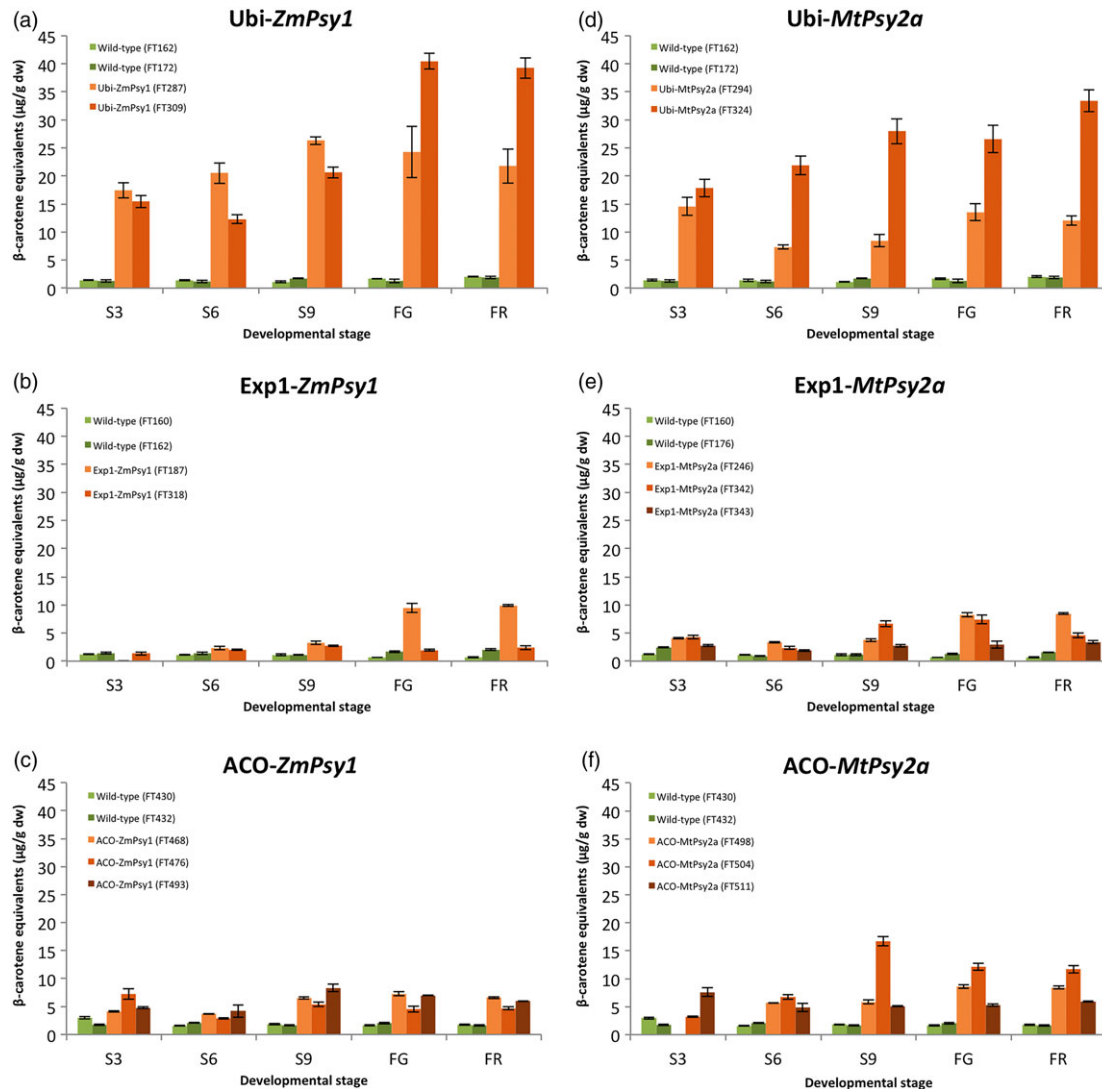 (a)
Ubi-ZmPsy1
β-carotene equivalents (µg/g dw)
45
40
35
30
25
20
15
10
5
0
Wild-type (FT162)
Wild-type (FT172)
Ubi-ZmPsy1 (FT287)
Ubi-ZmPsy1 (FT309)
S3 S6 S9 FG FR
Developmental stage
(d)
Ubi-MtPsy2a
β-carotene equivalents (µg/g dw)
45
40
35
30
25
20
15
10
5
0
Wild-type (FT162)
Wild-type (FT172)
Ubi-MtPsy2a (FT294)
Ubi-MtPsy2a (FT324)
S3 S6 S9 FG FR
Developmental stage
(b)
Exp1-ZmPsy1
β-carotene equivalents (µg/g dw)
45
40
35
30
25
20
15
10
5
0
Wild-type (FT160)
Wild-type (FT162)
Exp1-ZmPsy1 (FT187)
Exp1-ZmPsy1 (FT318)
S3 S6 S9 FG FR
Developmental stage
(e)
Exp1-MtPsy2a
β-carotene equivalents (µg/g dw)
45
40
35
30
25
20
15
10
5
0
Wild-type (FT160)
Wild-type (FT176)
Exp1-MtPsy2a (FT246)
Exp1-MtPsy2a (FT342)
Exp1-MtPsy2a (FT343)
S3 S6 S9 FG FR
Developmental stage
(c)
ACO-ZmPsy1
β-carotene equivalents (µg/g dw)
45
40
35
30
25
20
15
10
5
0
Wild-type (FT430)
Wild-type (FT432)
ACO-ZmPsy1 (FT468)
ACO-ZmPsy1 (FT476)
ACO-ZmPsy1 (FT493)
S3 S6 S9 FG FR
Developmental stage
(f)
ACO-MtPsy2a
β-carotene equivalents (µg/g dw)
45
40
35
30
25
20
15
10
5
0
Wild-type (FT430)
Wild-type (FT432)
ACO-MtPsy2a (FT498)
ACO-MtPsy2a (FT504)
ACO-MtPsy2a (FT511)
S3 S6 S9 FG FR
Developmental stage